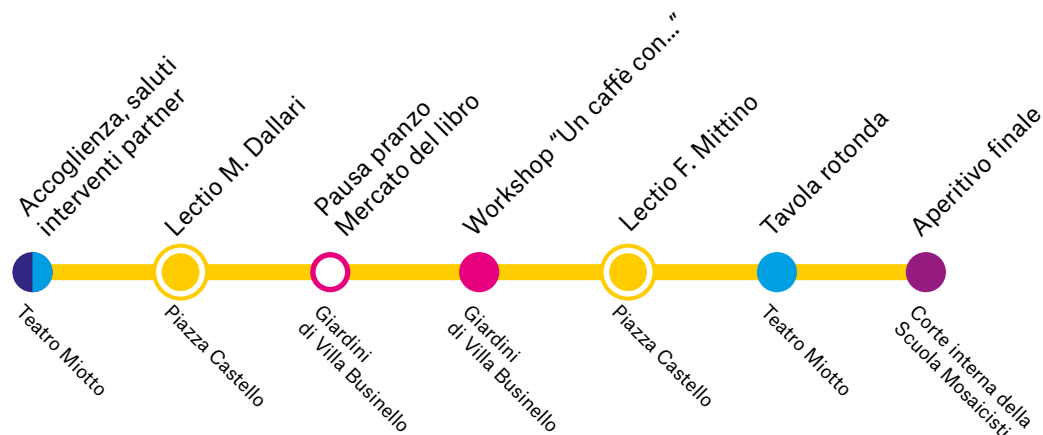 Accoglienza, saluti
interventi partner
Lectio M. Dallari
Pausa pranzo
Mercato del libro
Workshop “Un caffè con...”
Lectio F. Mittino
Tavola rotonda
Aperitivo finale
Teatro Miotto
Piazza Castello
Giardini
di Villa Businello
Giardini
di Villa Businello
Piazza Castello
Teatro Miotto
Corte interna della
Scuola Mosaicisti